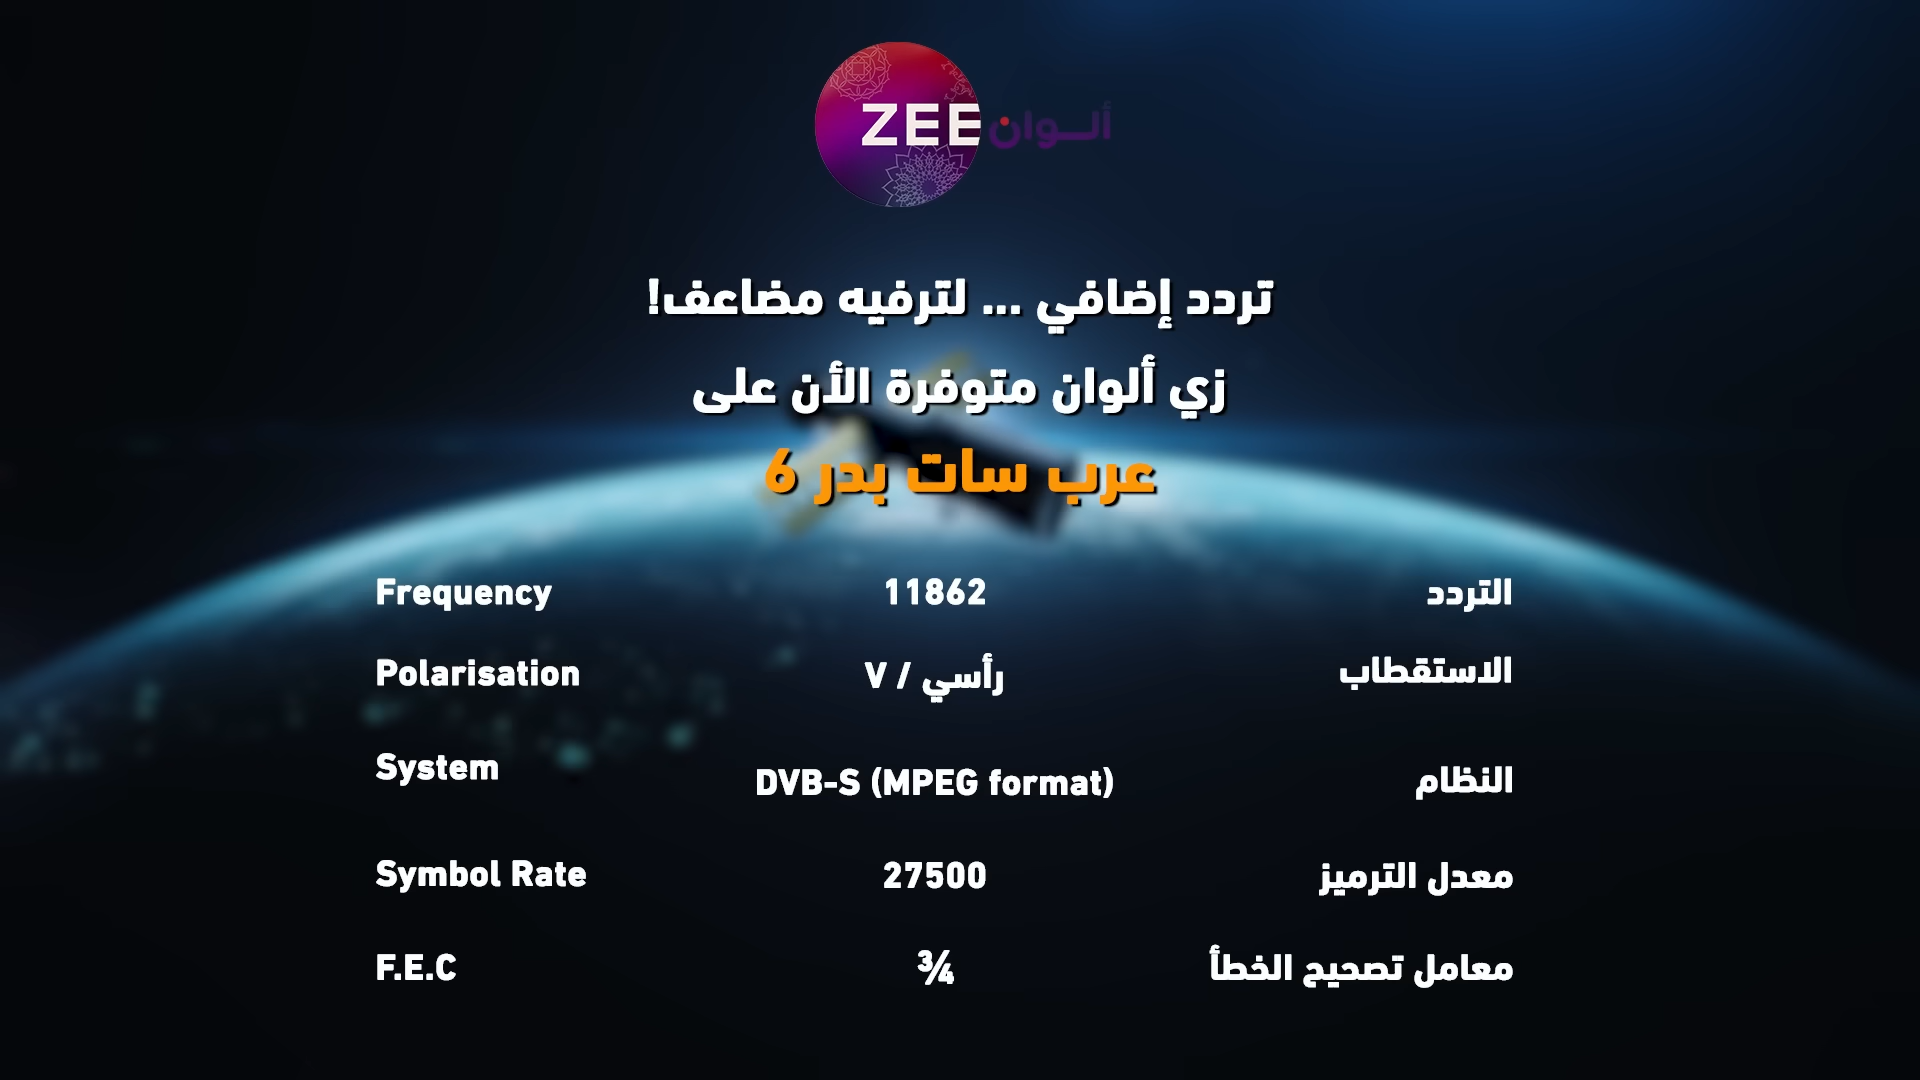 ZEE ألوان
تردد إضافي ... لترفيه مضاعف!
زي ألوان متوفرة الأن على
عرب سات بدر 6
Frequency 11862 التردد
Polarisation رأسي / V الاستقطاب
System DVB-S (MPEG format) النظام
Symbol Rate 27500 معدل الترميز
F.E.C ¾ معامل تصحيح الخطأ